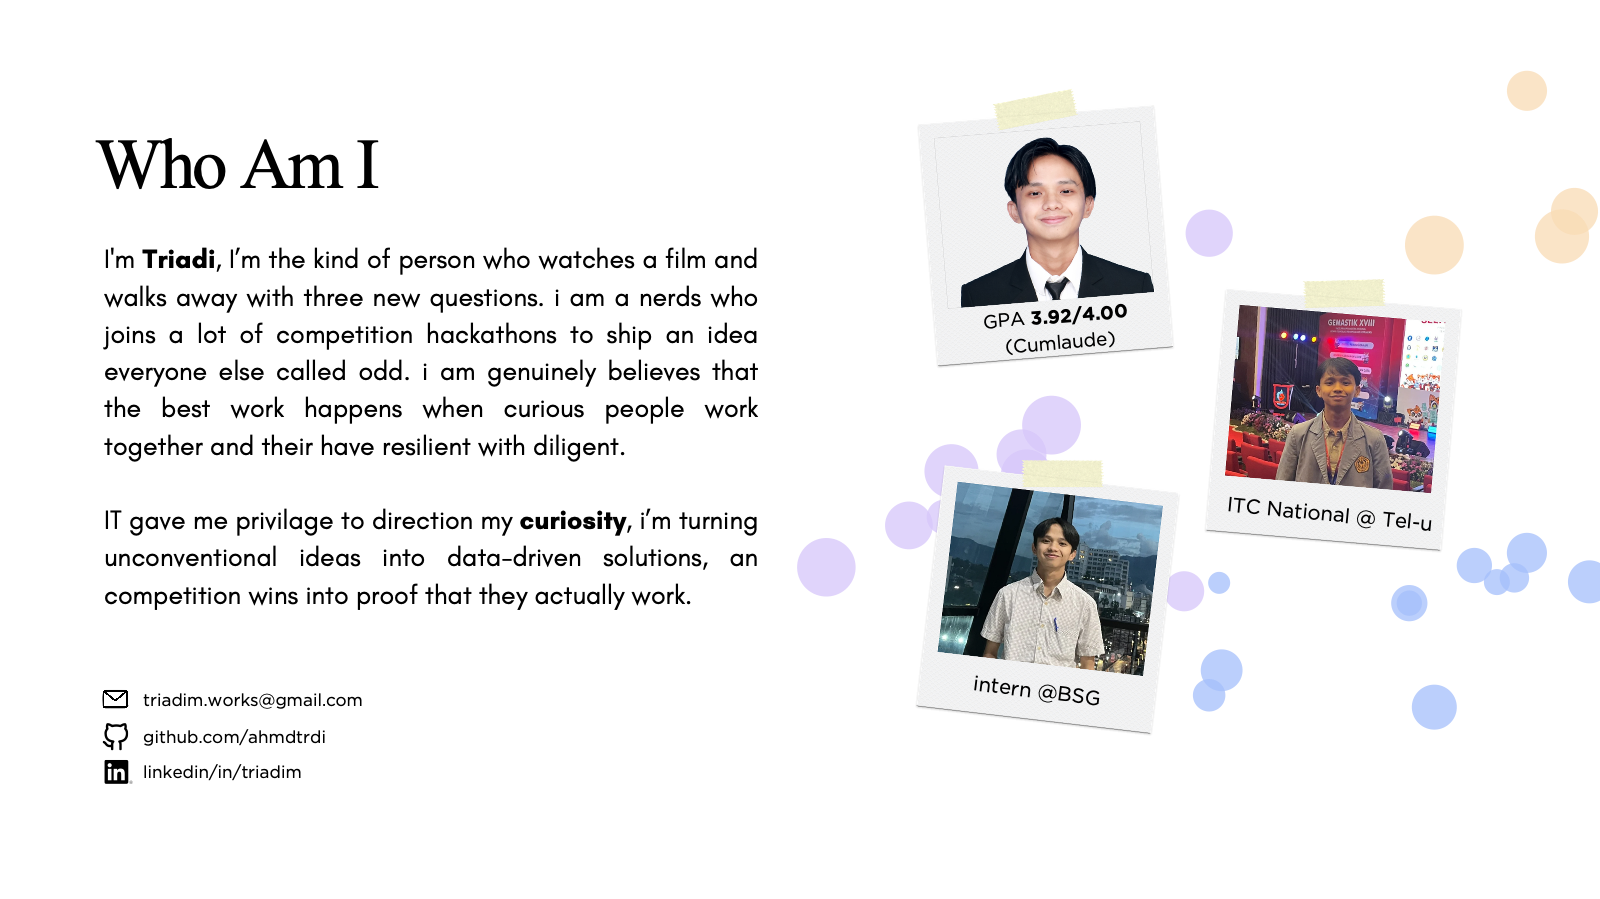 Who Am I
I'm Triadi, I’m the kind of person who watches a film and
walks away with three new questions. i am a nerds who
joins a lot of competition hackathons to ship an idea
everyone else called odd. i am genuinely believes that
the best work happens when curious people work
together and their have resilient with diligent.
IT gave me privilage to direction my curiosity, i’m turning
unconventional ideas into data-driven solutions, an
competition wins into proof that they actually work.
triadim.works@gmail.com
github.com/ahmdtrdi
in
linkedin/in/triadim
GPA 3.92/4.00
(Cumlaude)
GEMASTIK XVIII
ITC National @ Tel-u
intern @BSG